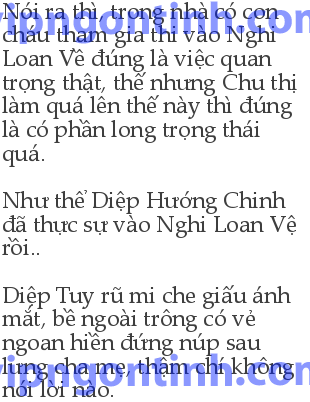 Nói ra thì, trong nhà có con
cháu tham gia thi vào Nghi
Loan Vệ đúng là việc quan
trọng thật, thế nhưng Chu thị
làm quá lên thế này thì đúng
là có phần long trọng thái
quá.
Như thể Diệp Hướng Chinh
đã thực sự vào Nghi Loan Vệ
rồi..
Diệp Tuy rũ mi che giấu ánh
mắt, bề ngoài trông có vẻ
ngoan hiền đứng núp sau
lưng cha mẹ, thậm chí không
nói lời nào.